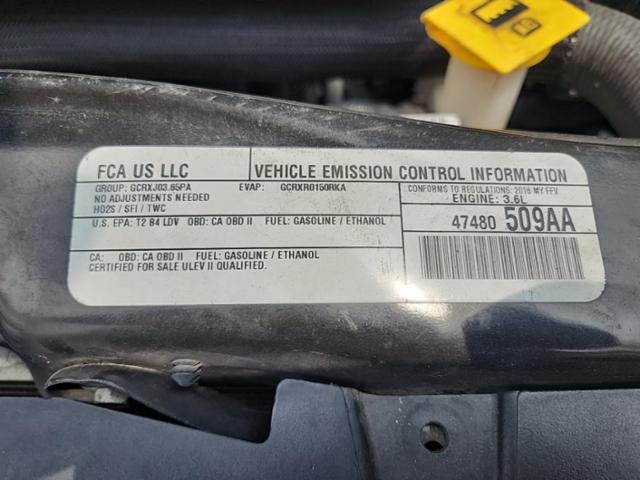 FCA US LLC
VEHICLE EMISSION CONTROL INFORMATION
GROUP: GCRXJ03.65PA EVAP: GCRXR0150RKA
NO ADJUSTMENTS NEEDED
HO2S / SFI / TWC
CONFORMS TO REGULATIONS: 2016 MY FFV
ENGINE: 3.6L
U.S. EPA: T2 B4 LDV OBD: CA OBD II FUEL: GASOLINE / ETHANOL
47480 509AA
CA: OBD: CA OBD II FUEL: GASOLINE / ETHANOL
CERTIFIED FOR SALE ULEV II QUALIFIED.